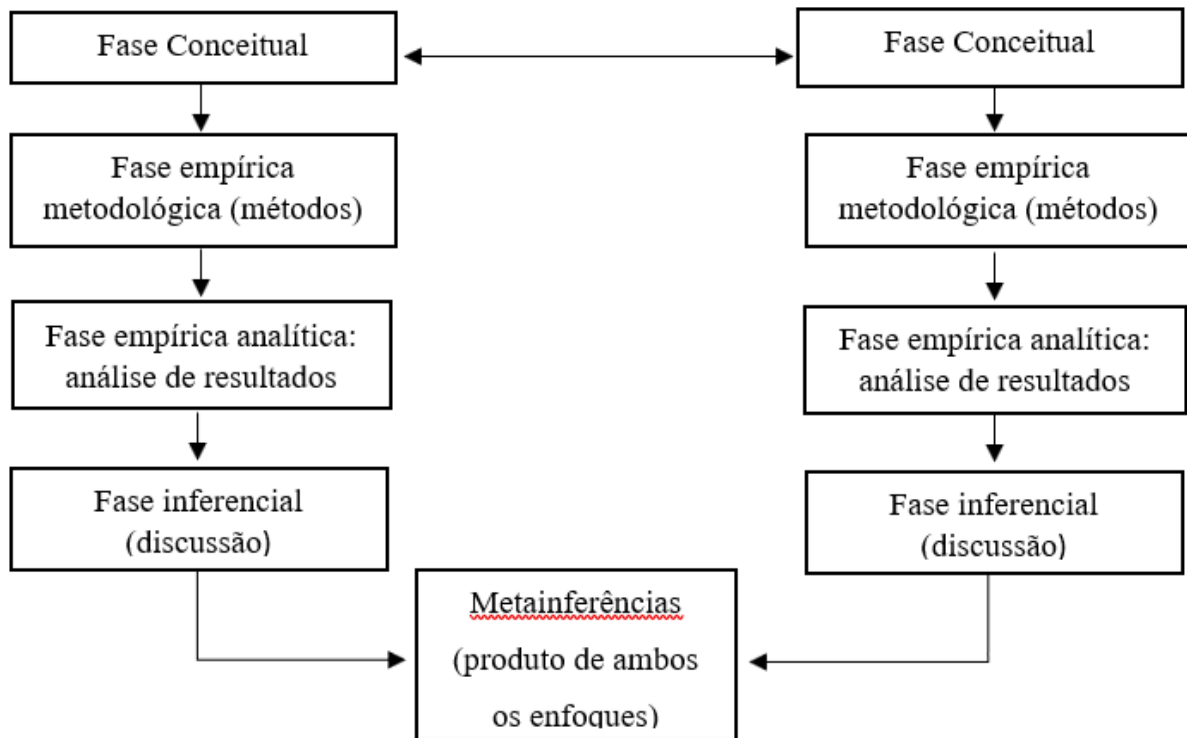 Fase Conceitual
Fase empírica
metodológica (métodos)
Fase empírica analítica:
análise de resultados
Fase inferencial
(discussão)
Fase Conceitual
Fase empírica
metodológica (métodos)
Fase empírica analítica:
análise de resultados
Fase inferencial
(discussão)
Metainferências
(produto de ambos
os enfoques)